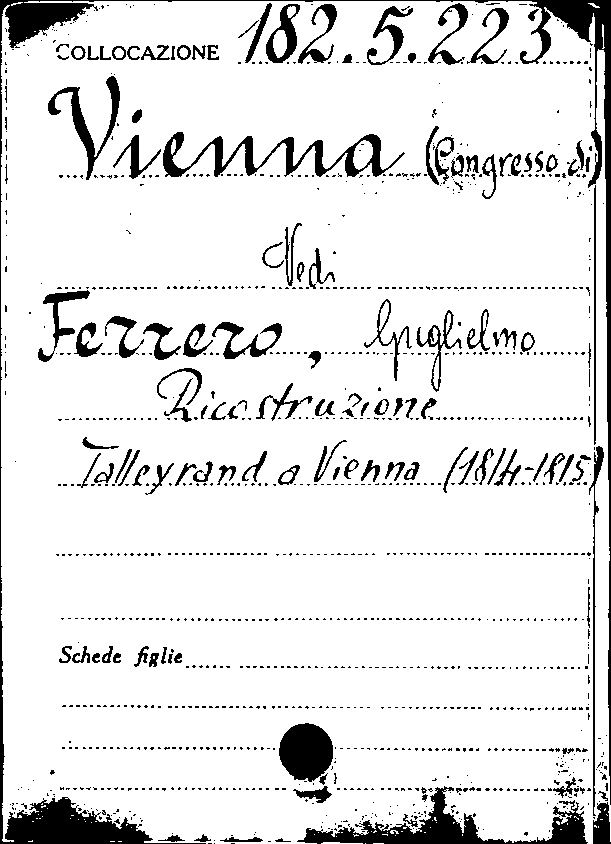 COLLOCAZIONE 182.5.223
Vienna (Congresso di)
Vedi
Ferrero, Guglielmo
Ricostruzione
Talleyrand a Vienna (1814-1815)
Schede figlie